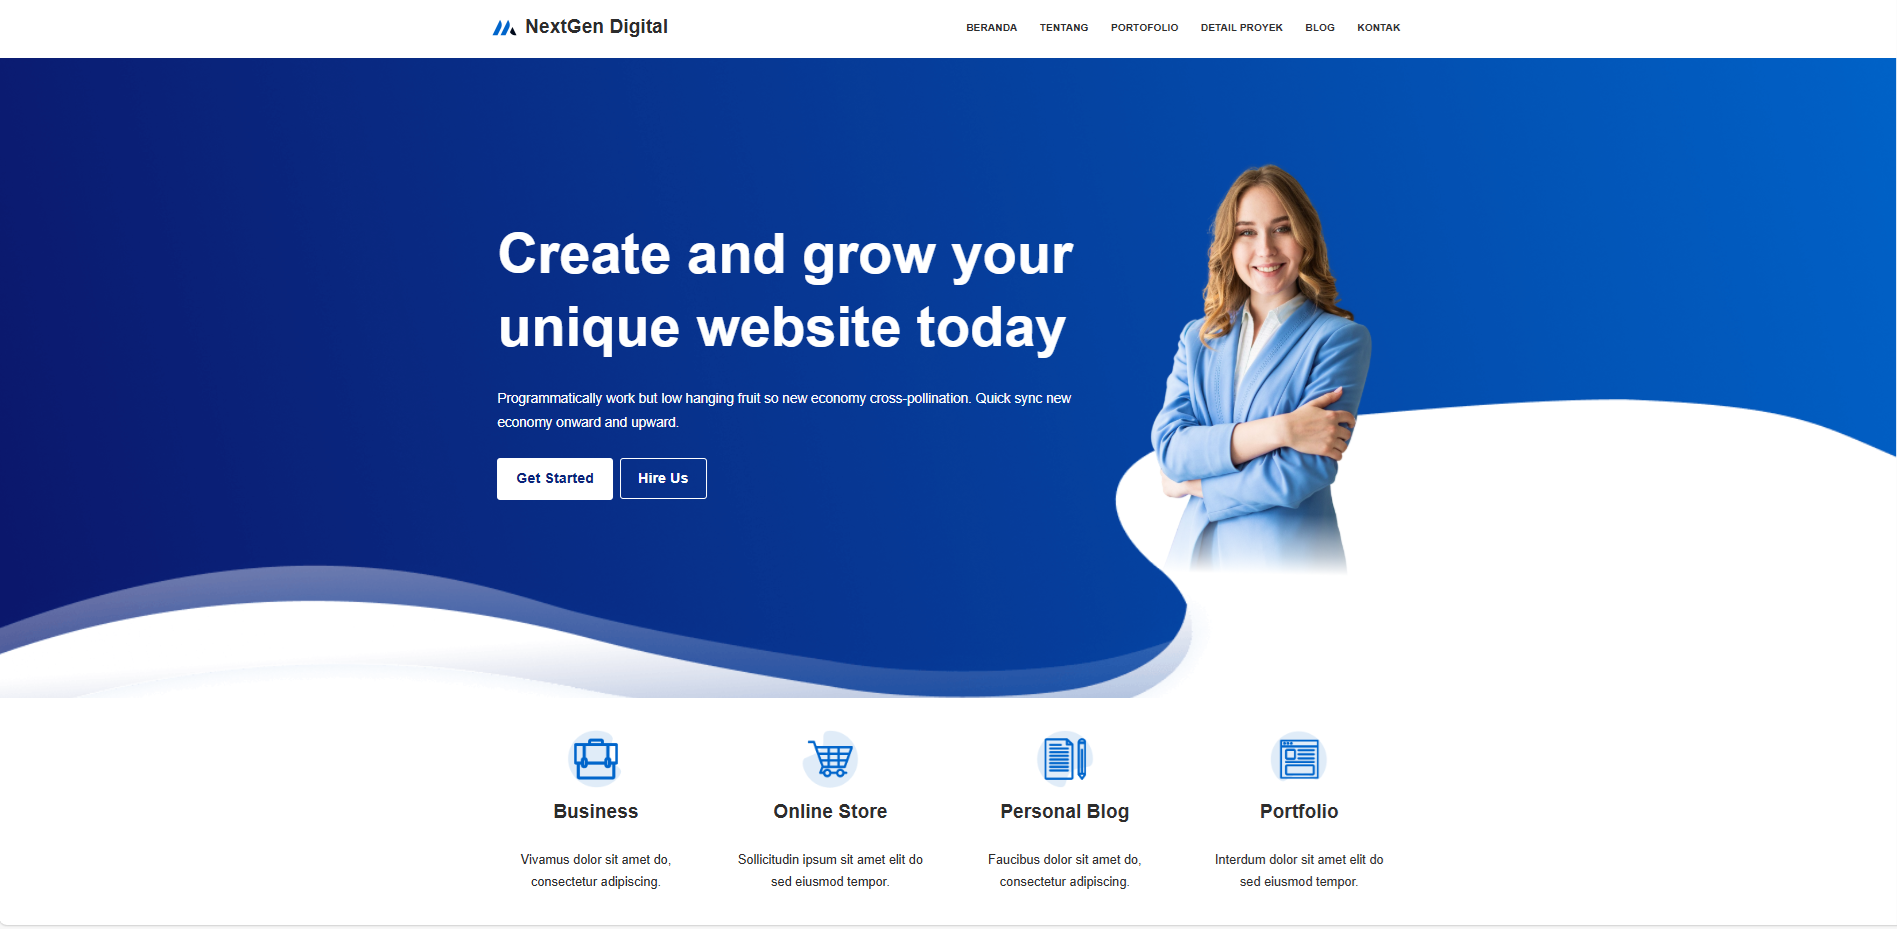 NextGen Digital
BERANDA TENTANG PORTOFOLIO DETAIL PROYEK BLOG KONTAK
Create and grow your
unique website today
Programmatically work but low hanging fruit so new economy cross-pollination. Quick sync new
economy onward and upward.
Get Started Hire Us
Business
Vivamus dolor sit amet do,
consectetur adipiscing.
Online Store
Sollicitudin ipsum sit amet elit do
sed eiusmod tempor.
Personal Blog
Faucibus dolor sit amet do,
consectetur adipiscing.
Portfolio
Interdum dolor sit amet elit do
sed eiusmod tempor.